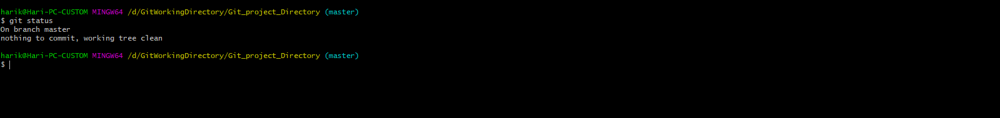 harik@Hari-PC-CUSTOM MINGW64 /d/GitWorkingDirectory/Git_project_Directory (master)
$ git status
On branch master
nothing to commit, working tree clean
harik@Hari-PC-CUSTOM MINGW64 /d/GitWorkingDirectory/Git_project_Directory (master)
$